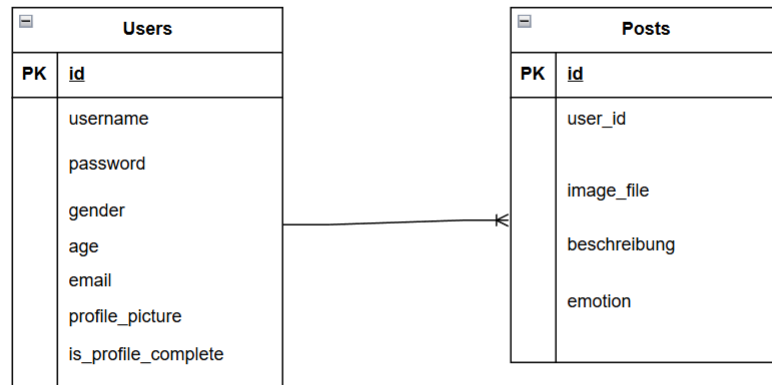 Users
PK id
username
password
gender
age
email
profile_picture
is_profile_complete
Posts
PK id
user_id
image_file
beschreibung
emotion